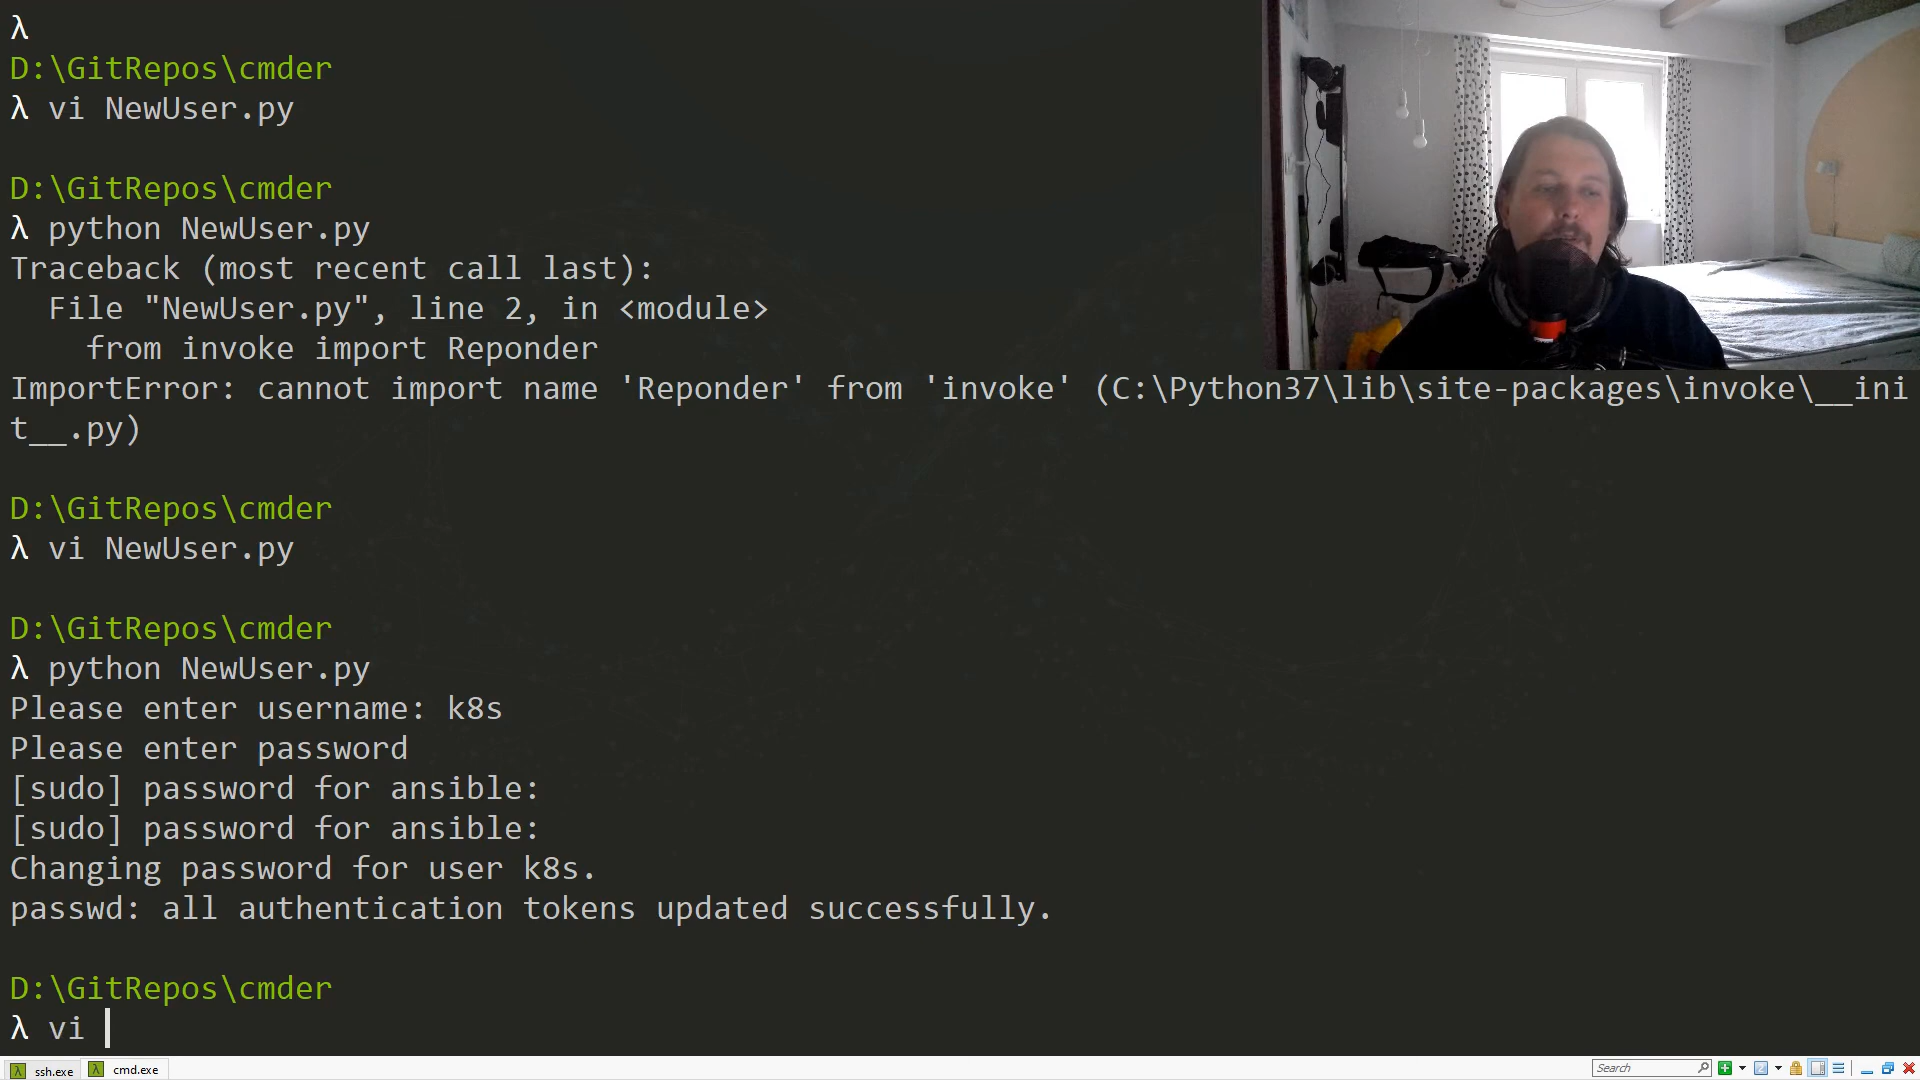 λ
D:\GitRepos\cmder
λ vi NewUser.py
D:\GitRepos\cmder
λ python NewUser.py
Traceback (most recent call last):
  File "NewUser.py", line 2, in <module>
    from invoke import Reponder
ImportError: cannot import name 'Reponder' from 'invoke' (C:\Python37\lib\site-packages\invoke\__ini
t__.py)
D:\GitRepos\cmder
λ vi NewUser.py
D:\GitRepos\cmder
λ python NewUser.py
Please enter username: k8s
Please enter password
[sudo] password for ansible:
[sudo] password for ansible:
Changing password for user k8s.
passwd: all authentication tokens updated successfully.
D:\GitRepos\cmder
λ vi
λ ssh.exe λ cmd.exe Search